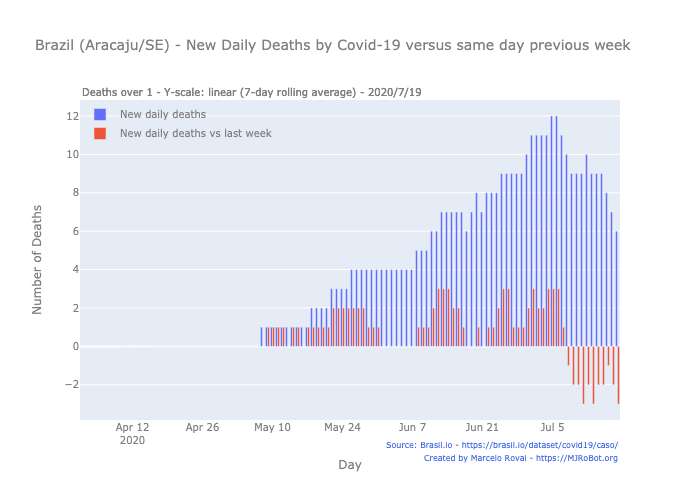 Brazil (Aracaju/SE) - New Daily Deaths by Covid-19 versus same day previous week
Deaths over 1 - Y-scale: linear (7-day rolling average) - 2020/7/19
New daily deaths
New daily deaths vs last week
Number of Deaths
12
10
8
6
4
2
0
−2
Apr 12
2020
Apr 26
May 10
May 24
Jun 7
Jun 21
Jul 5
Day
Source: Brasil.io - https://brasil.io/dataset/covid19/caso/
Created by Marcelo Rovai - https://MJRoBot.org